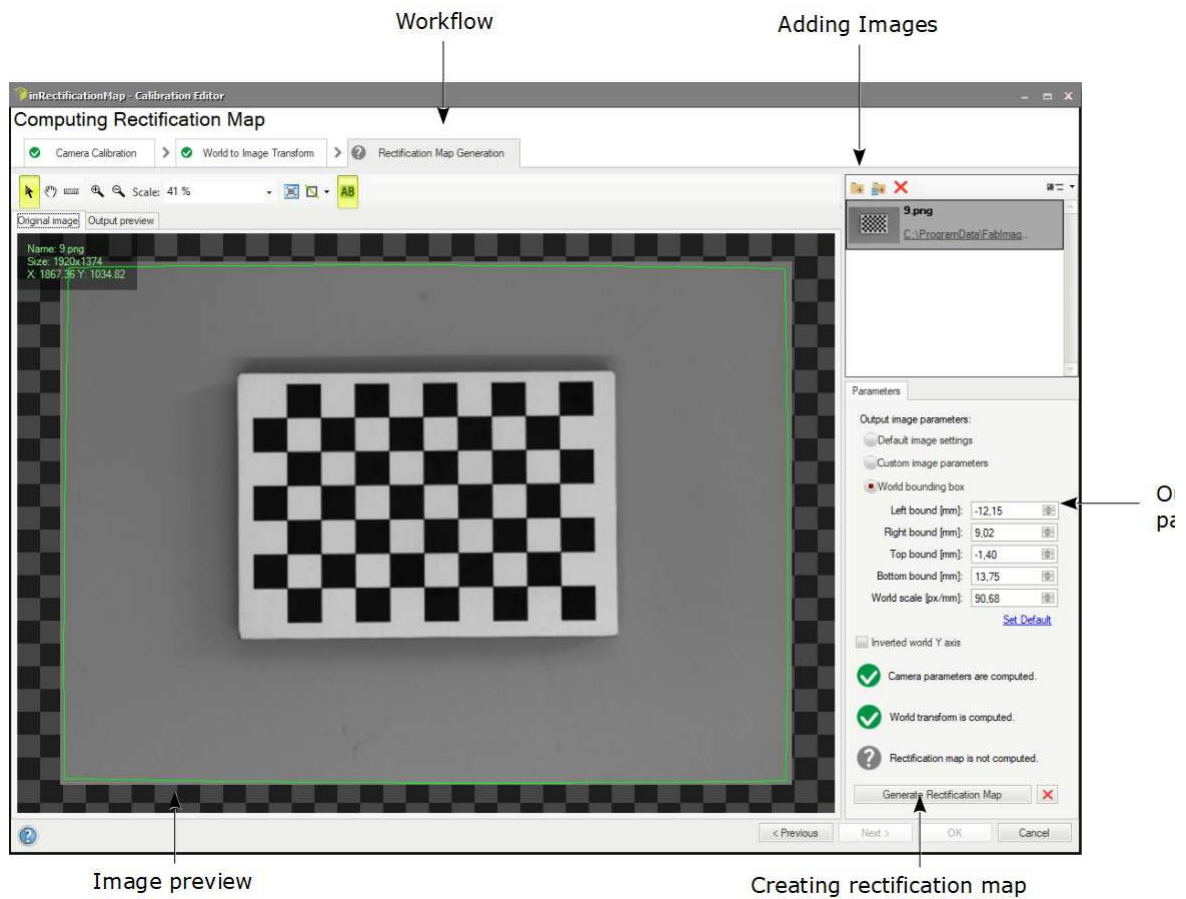 Workflow
Adding Images
inRectificationMap - Calibration Editor
Computing Rectification Map
Camera Calibration > World to Image Transform > ? Rectification Map Generation
Scale: 41 % AB
Original image Output preview
Name: 9.png
Size: 1920x1374
X: 1867.36 Y: 1034.82
9.png
C:\ProgramData\FabImag...
Parameters
Output image parameters:
Default image settings
Custom image parameters
World bounding box
Left bound [mm]: -12,15
Right bound [mm]: 9,02
Top bound [mm]: -1,40
Bottom bound [mm]: 13,75
World scale [px/mm]: 90,68
Set Default
Inverted world Y axis
Camera parameters are computed.
World transform is computed.
? Rectification map is not computed.
Generate Rectification Map
? < Previous Next > OK Cancel
Image preview
Creating rectification map